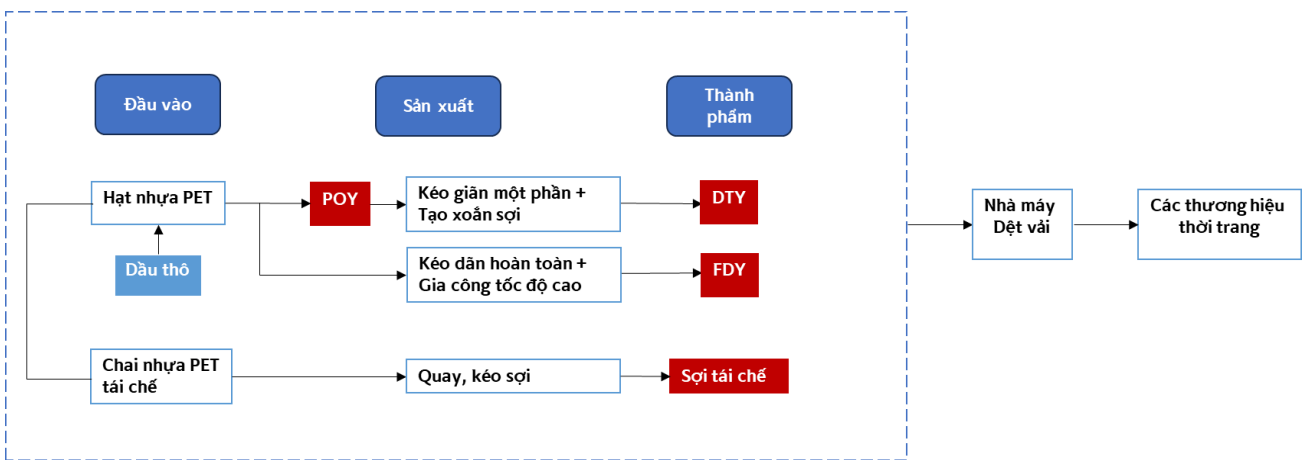 Đầu vào
Sản xuất
Thành
phẩm
Hạt nhựa PET
POY
Kéo giãn một phần +
Tạo xoắn sợi
DTY
Nhà máy
Dệt vải
Các thương hiệu
thời trang
Dầu thô
Kéo dãn hoàn toàn +
Gia công tốc độ cao
FDY
Chai nhựa PET
tái chế
Quay, kéo sợi
Sợi tái chế